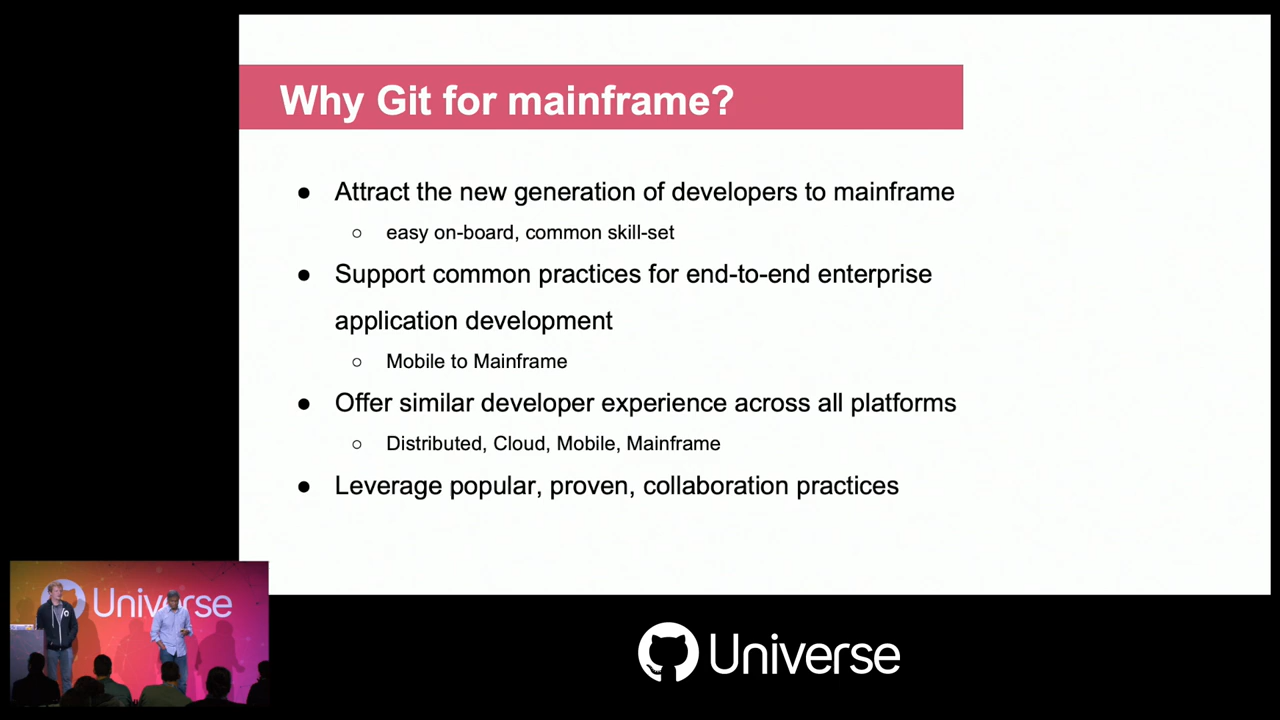 Why Git for mainframe?
● Attract the new generation of developers to mainframe
○ easy on-board, common skill-set
● Support common practices for end-to-end enterprise
application development
○ Mobile to Mainframe
● Offer similar developer experience across all platforms
○ Distributed, Cloud, Mobile, Mainframe
● Leverage popular, proven, collaboration practices
Universe
Universe